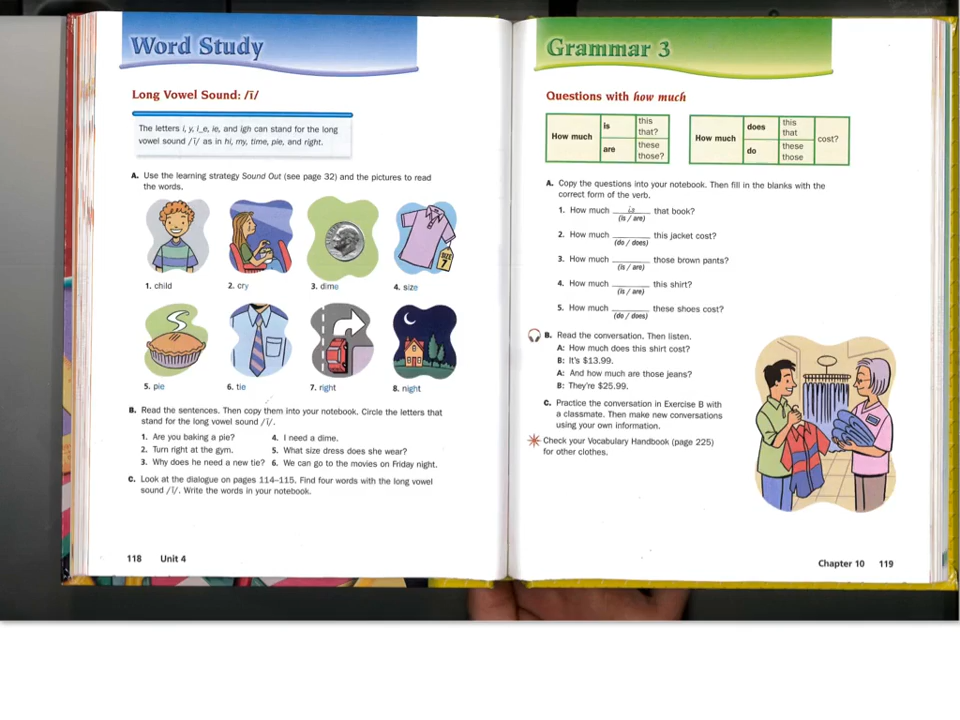 Word Study
Long Vowel Sound: /ī/
The letters i, y, i_e, ie, and igh can stand for the long
vowel sound /ī/ as in hi, my, time, pie, and right.
A. Use the learning strategy Sound Out (see page 32) and the pictures to read
the words.
SIZE
7
1. child
2. cry
3. dime
4. size
5. pie
6. tie
7. right
8. night
B. Read the sentences. Then copy them into your notebook. Circle the letters that
stand for the long vowel sound /ī/.
1. Are you baking a pie?
2. Turn right at the gym.
3. Why does he need a new tie?
4. I need a dime.
5. What size dress does she wear?
6. We can go to the movies on Friday night.
C. Look at the dialogue on pages 114–115. Find four words with the long vowel
sound /ī/. Write the words in your notebook.
118 Unit 4
Grammar 3
Questions with how much
How much
is
this
that?
are
these
those?
How much
does
this
that
do
these
those
cost?
A. Copy the questions into your notebook. Then fill in the blanks with the
correct form of the verb.
1. How much is that book?
(is / are)
2. How much ______ this jacket cost?
(do / does)
3. How much ______ those brown pants?
(is / are)
4. How much ______ this shirt?
(is / are)
5. How much ______ these shoes cost?
(do / does)
B. Read the conversation. Then listen.
A: How much does this shirt cost?
B: It's $13.99.
A: And how much are those jeans?
B: They're $25.99.
C. Practice the conversation in Exercise B with
a classmate. Then make new conversations
using your own information.
Check your Vocabulary Handbook (page 225)
for other clothes.
Chapter 10 119